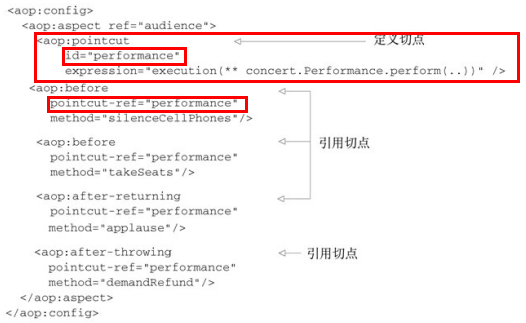 <aop:config>
<aop:aspect ref="audience">
<aop:pointcut 定义切点
id="performance"
expression="execution(** concert.Performance.perform(..))" />
<aop:before
pointcut-ref="performance"
method="silenceCellPhones"/>
引用切点
<aop:before
pointcut-ref="performance"
method="takeSeats"/>
<aop:after-returning
pointcut-ref="performance"
method="applause"/>
<aop:after-throwing 引用切点
pointcut-ref="performance"
method="demandRefund"/>
</aop:aspect>
</aop:config>